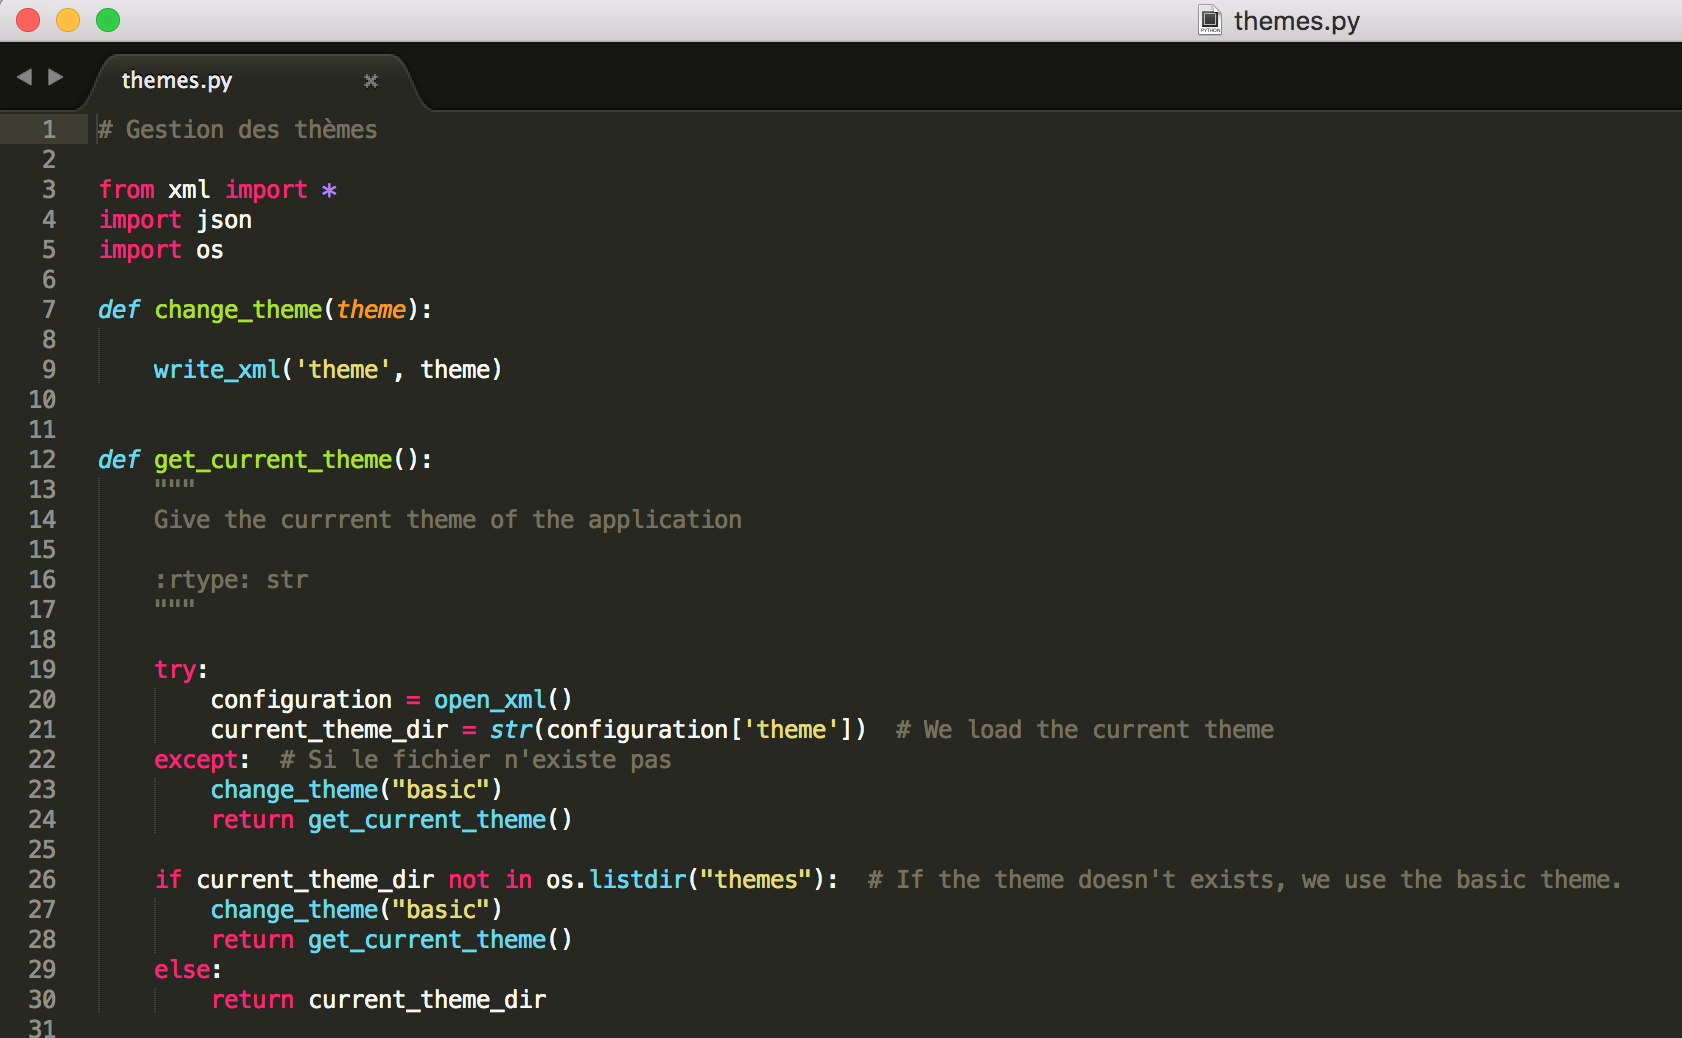 themes.py
themes.py
1 # Gestion des thèmes
2
3 from xml import *
4 import json
5 import os
6
7 def change_theme(theme):
8
9     write_xml('theme', theme)
10
11
12 def get_current_theme():
13     """
14     Give the currrent theme of the application
15
16     :rtype: str
17     """
18
19     try:
20         configuration = open_xml()
21         current_theme_dir = str(configuration['theme'])  # We load the current theme
22     except:  # Si le fichier n'existe pas
23         change_theme("basic")
24         return get_current_theme()
25
26     if current_theme_dir not in os.listdir("themes"):  # If the theme doesn't exists, we use the basic theme.
27         change_theme("basic")
28         return get_current_theme()
29     else:
30         return current_theme_dir
31